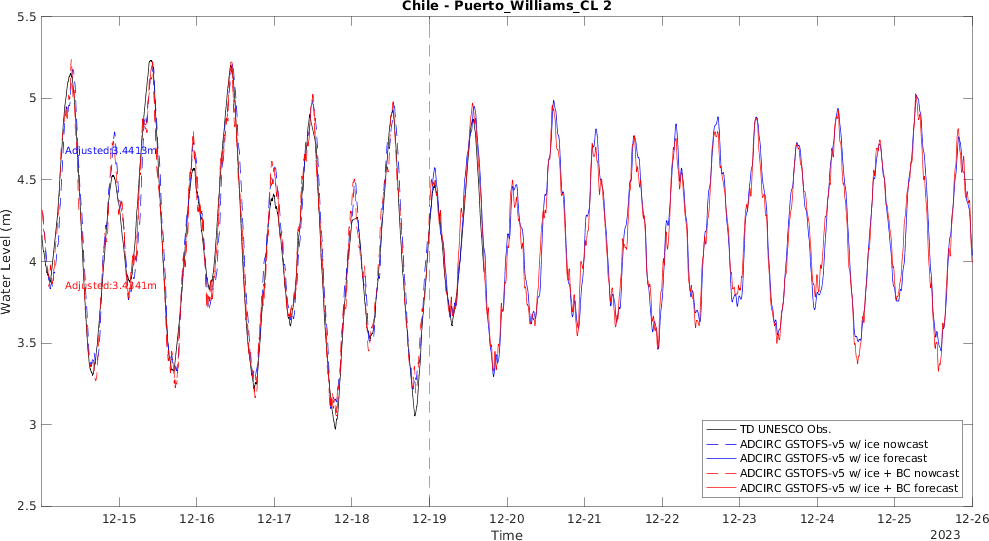 Chile - Puerto_Williams_CL 2
5.5
5
4.5
4
3.5
3
2.5
Water Level (m)
Adjusted:3.4413m
TD UNESCO Obs.
ADCIRC GSTOFS-v5 w/ ice nowcast
ADCIRC GSTOFS-v5 w/ ice forecast
ADCIRC GSTOFS-v5 w/ ice + BC nowcast
ADCIRC GSTOFS-v5 w/ ice + BC forecast
12-15 12-16 12-17 12-18 12-19 12-20 12-21 12-22 12-23 12-24 12-25 12-26
Time
2023